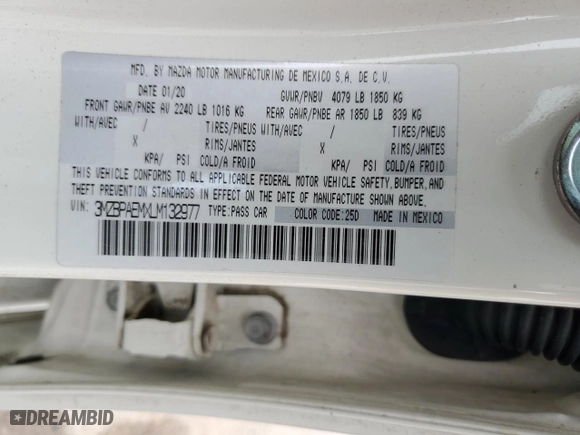 MFD. BY MAZDA MOTOR MANUFACTURING DE MEXICO S.A. DE C.V.
DATE 01/20 GVWR/PNBV 4079 LB 1850 KG
FRONT GAWR/PNBE AV 2240 LB 1016 KG REAR GAWR/PNBE AR 1850 LB 839 KG
WITH/AVEC / TIRES/PNEUS WITH/AVEC / TIRES/PNEUS
X RIMS/JANTES X RIMS/JANTES
KPA/ PSI COLD/A FROID KPA/ PSI COLD/A FROID
THIS VEHICLE CONFORMS TO ALL APPLICABLE FEDERAL MOTOR VEHICLE SAFETY, BUMPER, AND
THEFT PREVENTION STANDARDS IN EFFECT ON THE DATE OF MANUFACTURE SHOWN ABOVE.
VIN: 3MZBPAEMXLM132977 TYPE:PASS CAR COLOR CODE:25D MADE IN MEXICO
DREAMBID